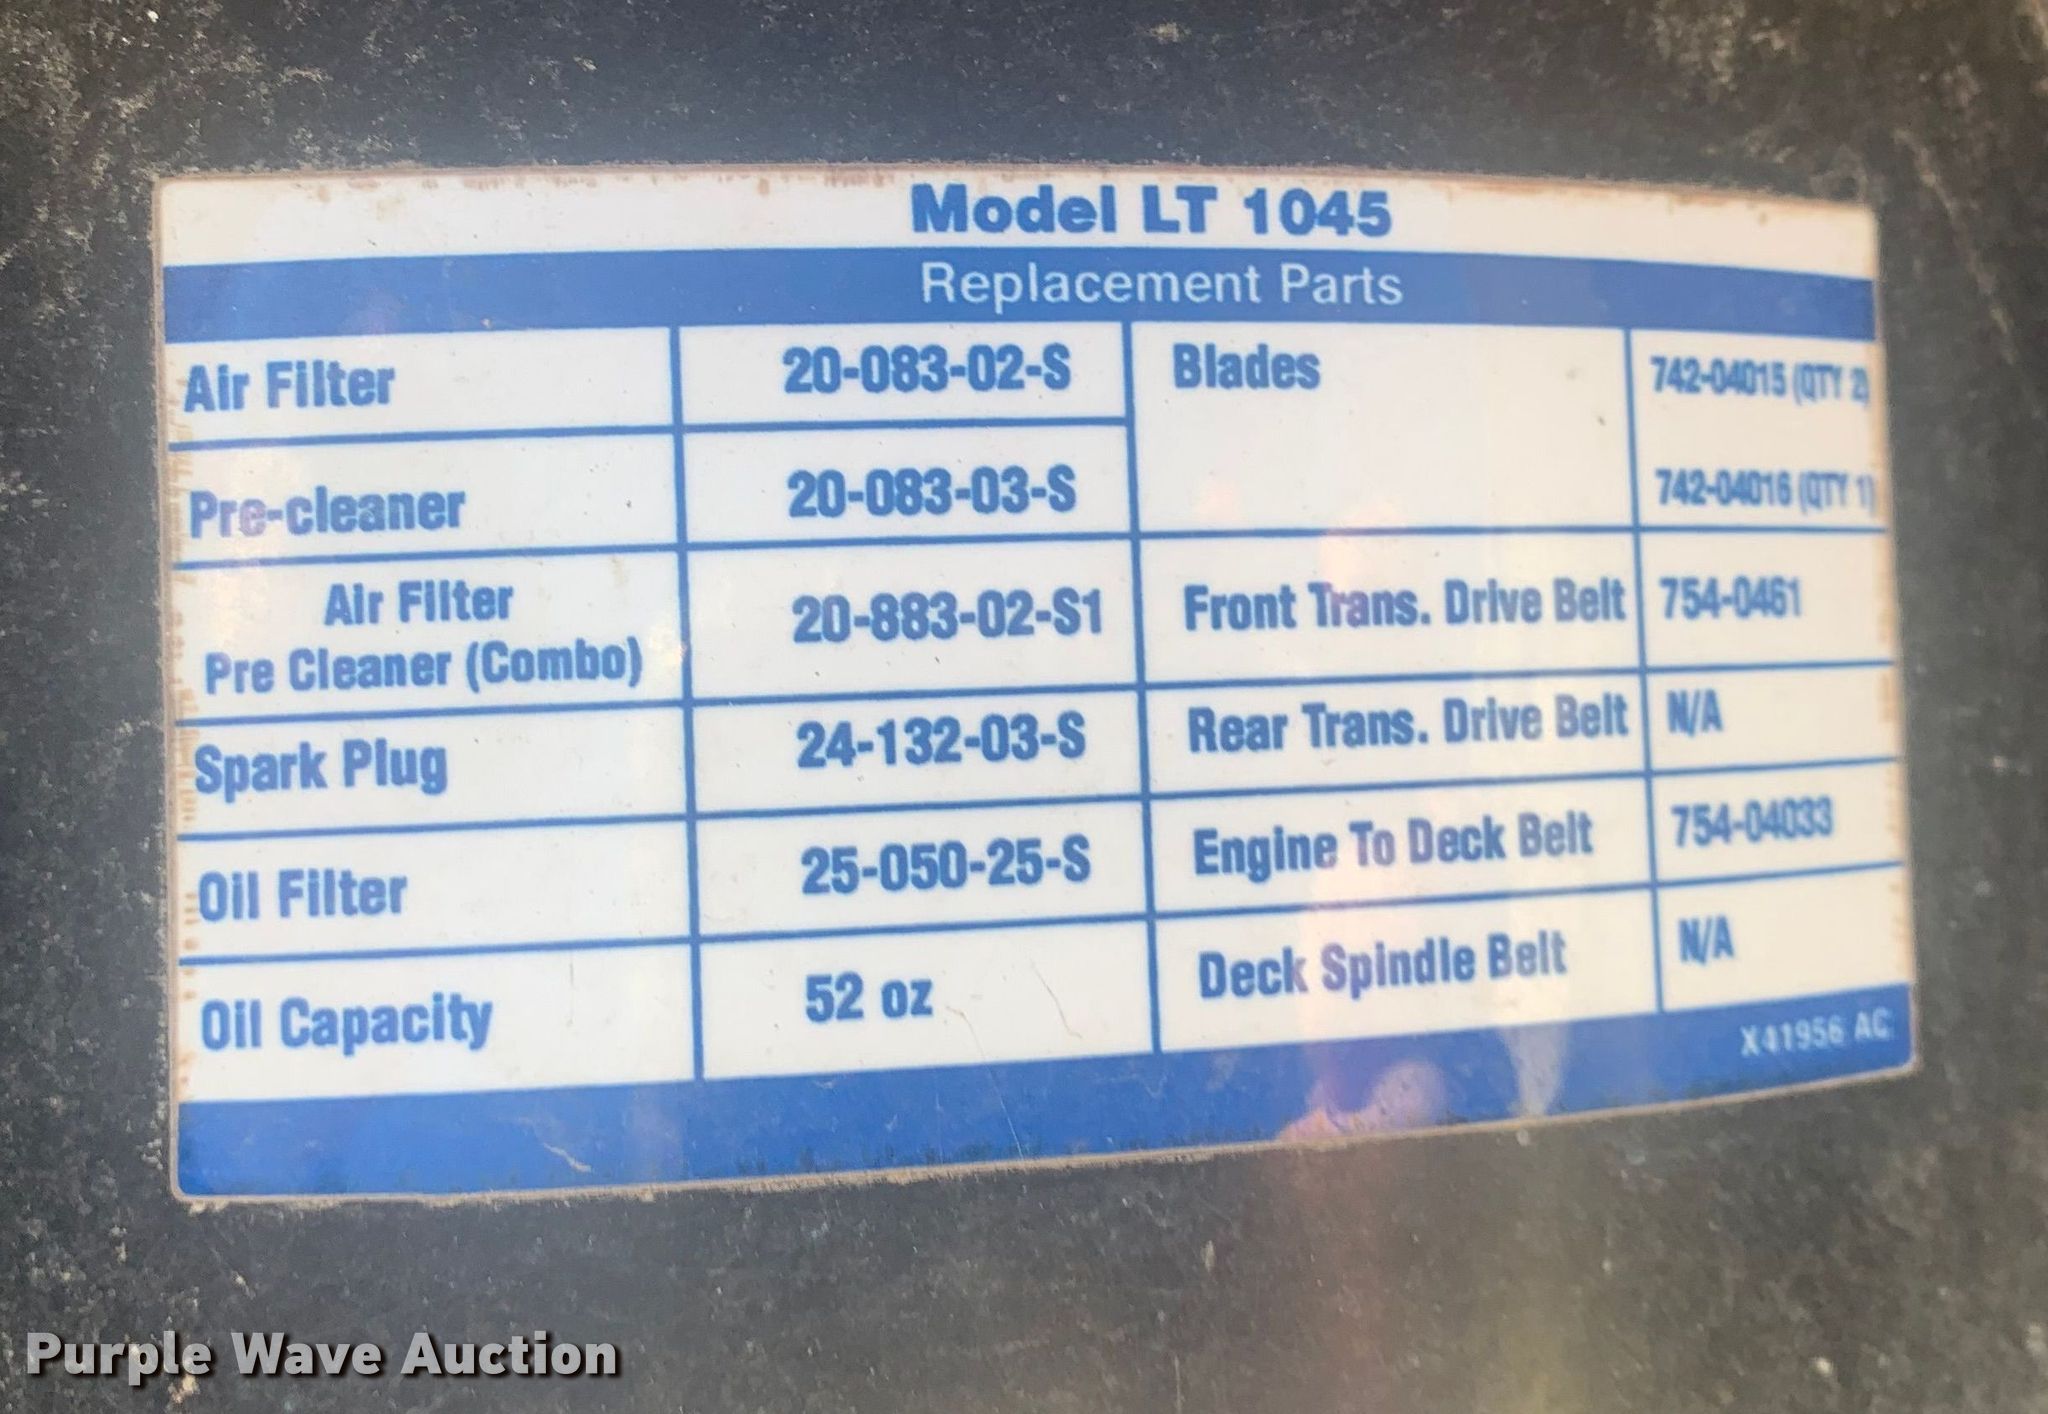 Model LT 1045
Replacement Parts
Air Filter 20-083-02-S Blades 742-04015 (QTY 2)
Pre-cleaner 20-083-03-S 742-04016 (QTY 1)
Air Filter
Pre Cleaner (Combo) 20-883-02-S1 Front Trans. Drive Belt 754-0461
Spark Plug 24-132-03-S Rear Trans. Drive Belt N/A
Oil Filter 25-050-25-S Engine To Deck Belt 754-04033
Oil Capacity 52 oz Deck Spindle Belt N/A
X41956 AC
Purple Wave Auction